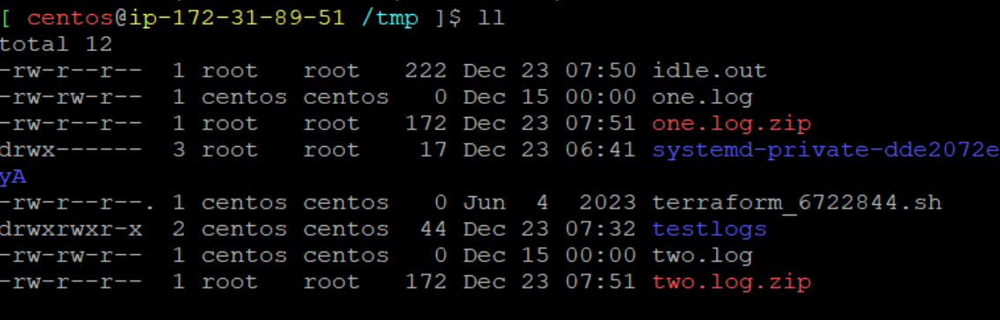 [ centos@ip-172-31-89-51 /tmp ]$ ll
total 12
-rw-r--r--  1 root   root   222 Dec 23 07:50 idle.out
-rw-rw-r--  1 centos centos   0 Dec 15 00:00 one.log
-rw-r--r--  1 root   root   172 Dec 23 07:51 one.log.zip
drwx------  3 root   root    17 Dec 23 06:41 systemd-private-dde2072e
yA
-rw-r--r--. 1 centos centos   0 Jun  4  2023 terraform_6722844.sh
drwxrwxr-x  2 centos centos  44 Dec 23 07:32 testlogs
-rw-rw-r--  1 centos centos   0 Dec 15 00:00 two.log
-rw-r--r--  1 root   root   172 Dec 23 07:51 two.log.zip